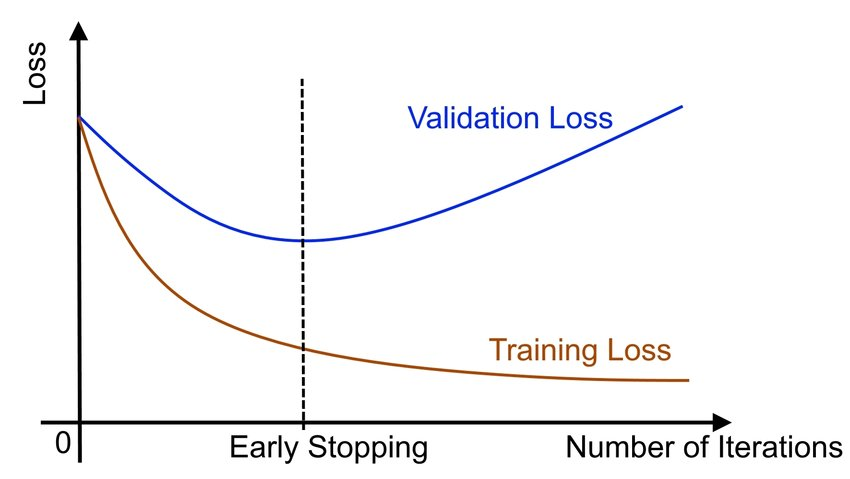 Loss
Validation Loss
Training Loss
0
Early Stopping
Number of Iterations